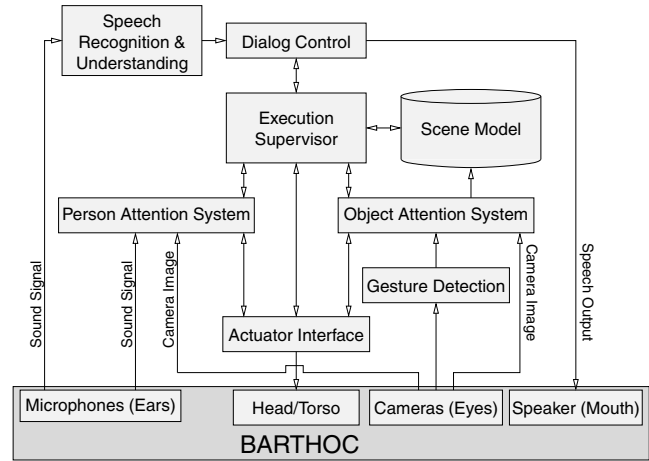 Speech
Recognition &
Understanding
Dialog Control
Execution
Supervisor
Scene Model
Person Attention System
Object Attention System
Sound Signal
Sound Signal
Camera Image
Gesture Detection
Camera Image
Speech Output
Actuator Interface
Microphones (Ears)
Head/Torso
Cameras (Eyes)
Speaker (Mouth)
BARTHOC